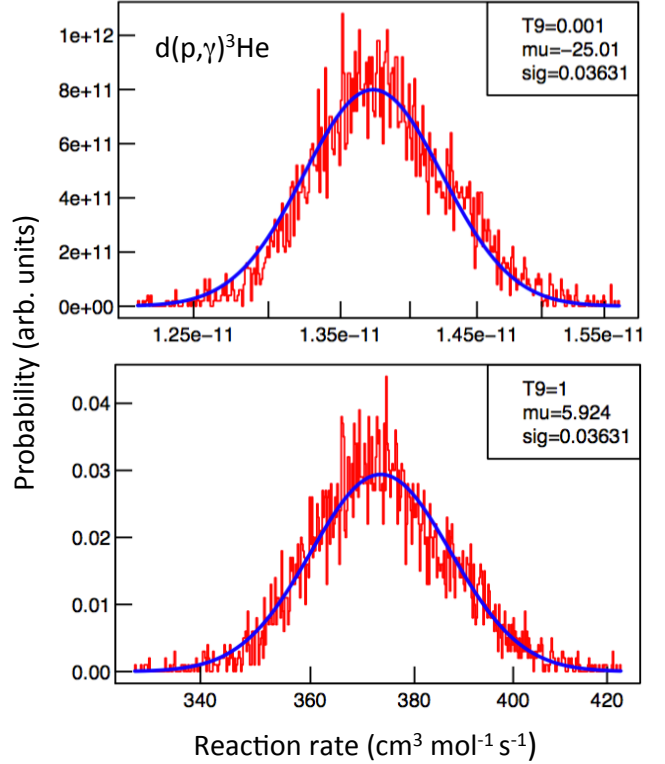 Probability (arb. units)
d(p,γ)³He
T9=0.001
mu=−25.01
sig=0.03631
1e+12
8e+11
6e+11
4e+11
2e+11
0e+00
1.25e−11 1.35e−11 1.45e−11 1.55e−11
T9=1
mu=5.924
sig=0.03631
0.04
0.03
0.02
0.01
0.00
340 360 380 400 420
Reaction rate (cm³ mol⁻¹ s⁻¹)